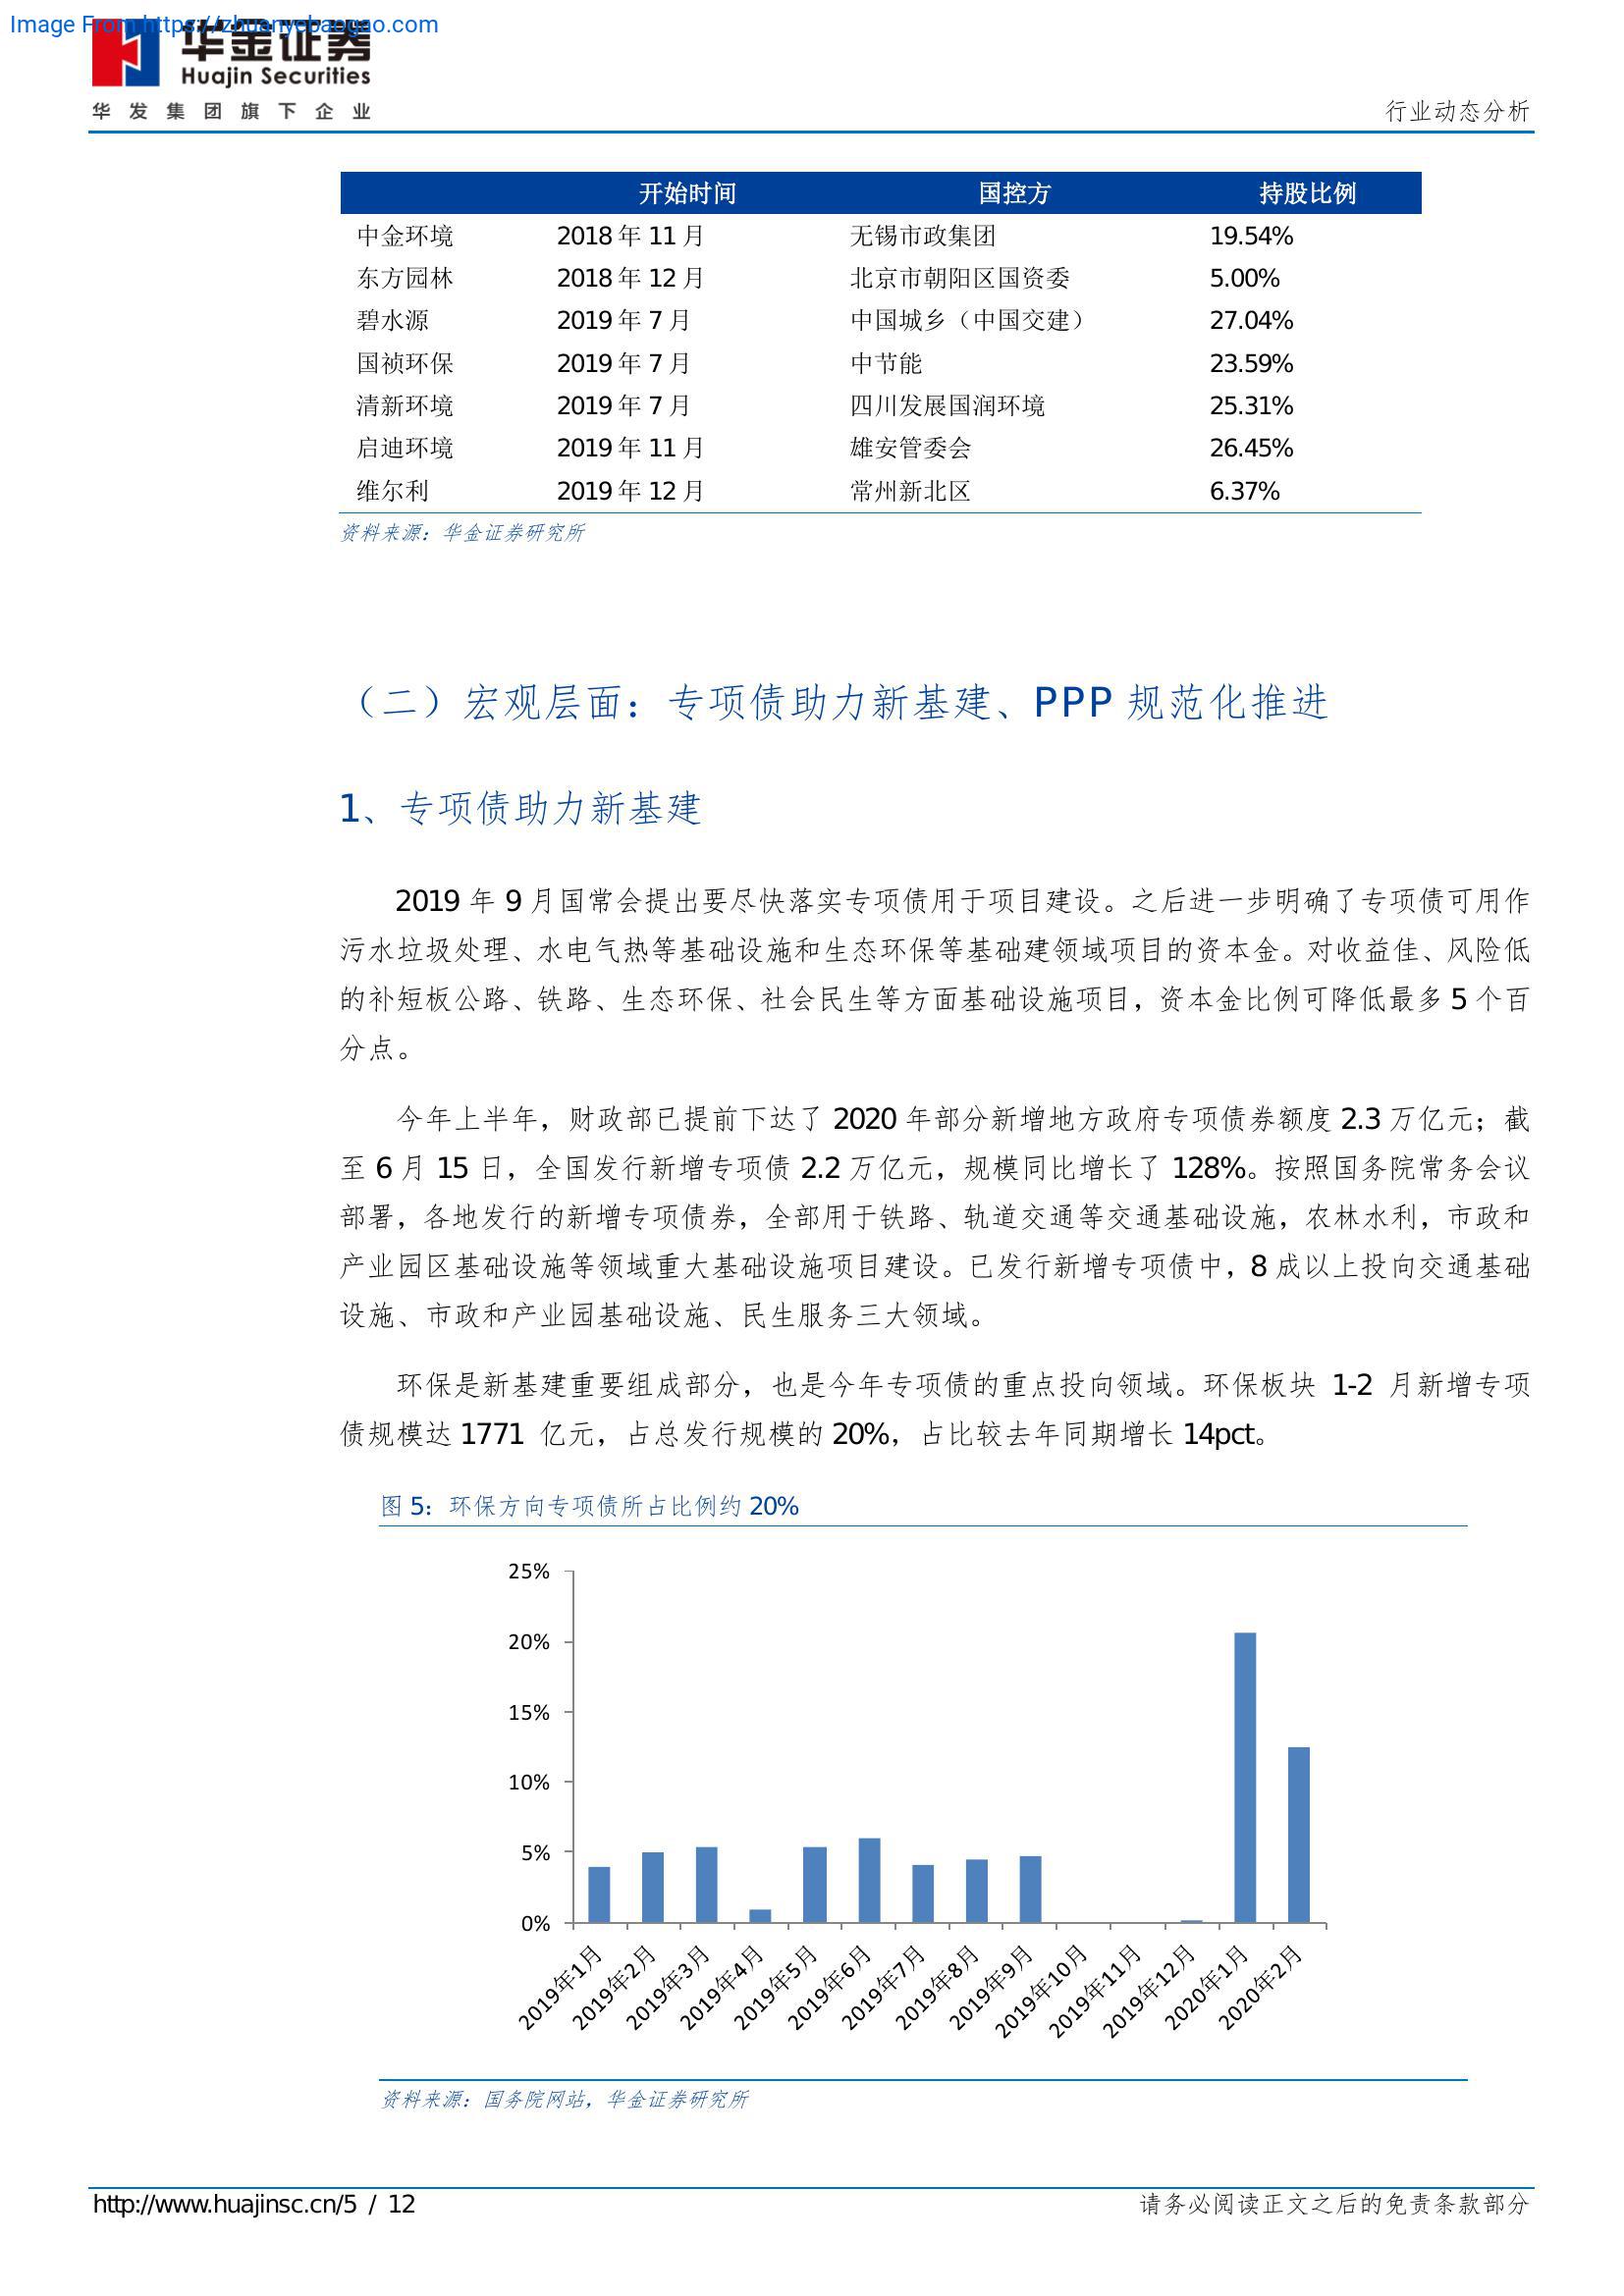 Image From https://zhuanyebaogao.com
华金证券
Huajin Securities
华发集团旗下企业
行业动态分析
开始时间 国控方 持股比例
中金环境 2018 年 11 月 无锡市政集团 19.54%
东方园林 2018 年 12 月 北京市朝阳区国资委 5.00%
碧水源 2019 年 7 月 中国城乡（中国交建） 27.04%
国祯环保 2019 年 7 月 中节能 23.59%
清新环境 2019 年 7 月 四川发展国润环境 25.31%
启迪环境 2019 年 11 月 雄安管委会 26.45%
维尔利 2019 年 12 月 常州新北区 6.37%
资料来源：华金证券研究所
（二）宏观层面：专项债助力新基建、PPP 规范化推进
1、专项债助力新基建
2019 年 9 月国常会提出要尽快落实专项债用于项目建设。之后进一步明确了专项债可用作
污水垃圾处理、水电气热等基础设施和生态环保等基础建领域项目的资本金。对收益佳、风险低
的补短板公路、铁路、生态环保、社会民生等方面基础设施项目，资本金比例可降低最多 5 个百
分点。
今年上半年，财政部已提前下达了 2020 年部分新增地方政府专项债券额度 2.3 万亿元；截
至 6 月 15 日，全国发行新增专项债 2.2 万亿元，规模同比增长了 128%。按照国务院常务会议
部署，各地发行的新增专项债券，全部用于铁路、轨道交通等交通基础设施，农林水利，市政和
产业园区基础设施等领域重大基础设施项目建设。已发行新增专项债中，8 成以上投向交通基础
设施、市政和产业园基础设施、民生服务三大领域。
环保是新基建重要组成部分，也是今年专项债的重点投向领域。环保板块 1-2 月新增专项
债规模达 1771 亿元，占总发行规模的 20%，占比较去年同期增长 14pct。
图 5：环保方向专项债所占比例约 20%
25%
20%
15%
10%
5%
0%
2019年1月
2019年2月
2019年3月
2019年4月
2019年5月
2019年6月
2019年7月
2019年8月
2019年9月
2019年10月
2019年11月
2019年12月
2020年1月
2020年2月
资料来源：国务院网站，华金证券研究所
http://www.huajinsc.cn/5 / 12
请务必阅读正文之后的免责条款部分